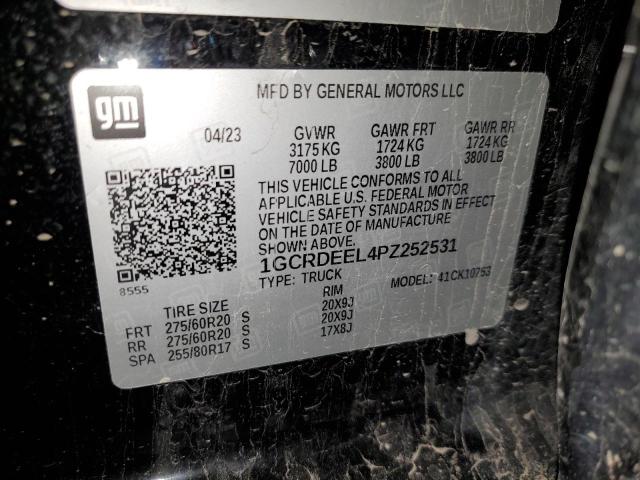 gm
MFD BY GENERAL MOTORS LLC
04/23 GVWR GAWR FRT GAWR RR
3175 KG 1724 KG 1724 KG
7000 LB 3800 LB 3800 LB
THIS VEHICLE CONFORMS TO ALL
APPLICABLE U.S. FEDERAL MOTOR
VEHICLE SAFETY STANDARDS IN EFFECT
ON THE DATE OF MANUFACTURE
SHOWN ABOVE.
1GCRDEEL4PZ252531
8555 TYPE: TRUCK MODEL: 41CK10753
TIRE SIZE RIM
FRT 275/60R20 S 20X9J
RR 275/60R20 S 20X9J
SPA 255/80R17 S 17X8J